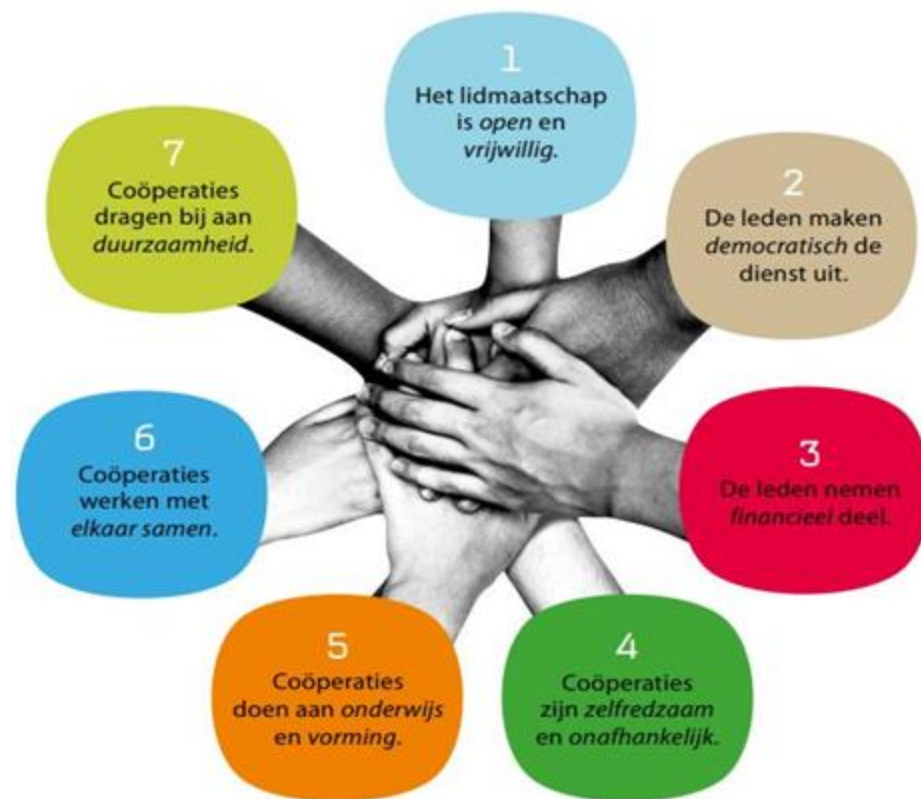 1
Het lidmaatschap
is open en
vrijwillig.
2
De leden maken
democratisch de
dienst uit.
3
De leden nemen
financieel deel.
4
Coöperaties
zijn zelfredzaam
en onafhankelijk.
5
Coöperaties
doen aan onderwijs
en vorming.
6
Coöperaties
werken met
elkaar samen.
7
Coöperaties
dragen bij aan
duurzaamheid.